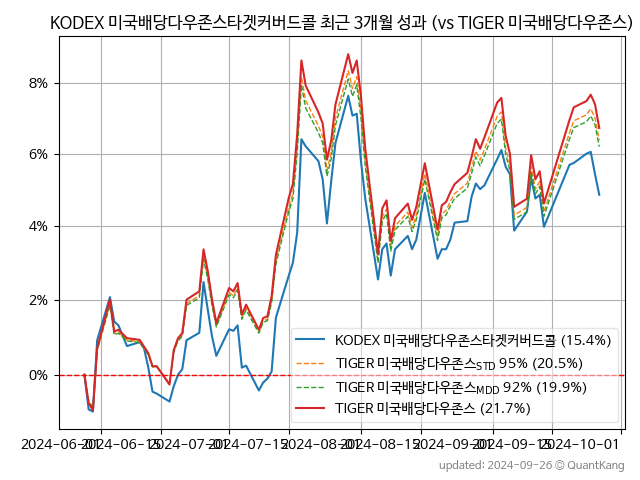 KODEX 미국배당다우존스타겟커버드콜 최근 3개월 성과 (vs TIGER 미국배당다우존스)
8%
6%
4%
2%
0%
KODEX 미국배당다우존스타겟커버드콜 (15.4%)
TIGER 미국배당다우존스STD 95% (20.5%)
TIGER 미국배당다우존스MDD 92% (19.9%)
TIGER 미국배당다우존스 (21.7%)
2024-06-01 2024-06-15 2024-07-01 2024-07-15 2024-08-01 2024-08-15 2024-09-01 2024-09-15 2024-10-01
updated: 2024-09-26 © QuantKang